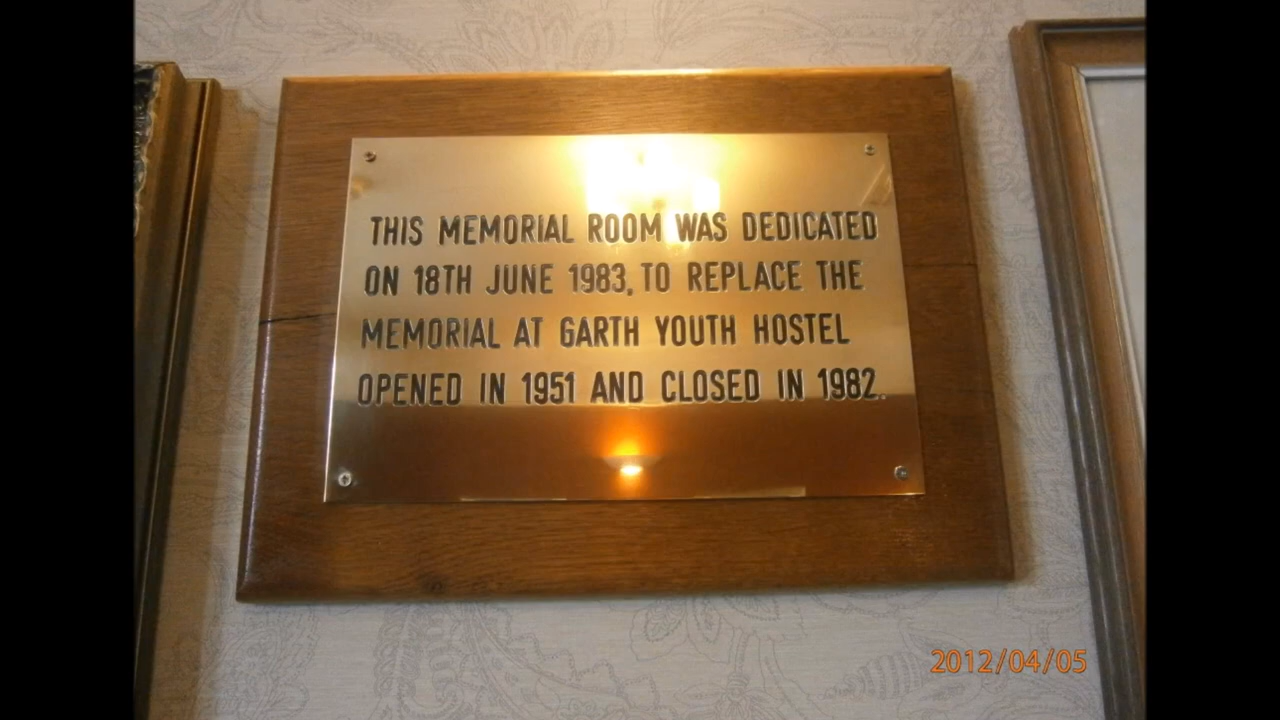 THIS MEMORIAL ROOM WAS DEDICATED
ON 18TH JUNE 1983, TO REPLACE THE
MEMORIAL AT GARTH YOUTH HOSTEL
OPENED IN 1951 AND CLOSED IN 1982.
2012/04/05